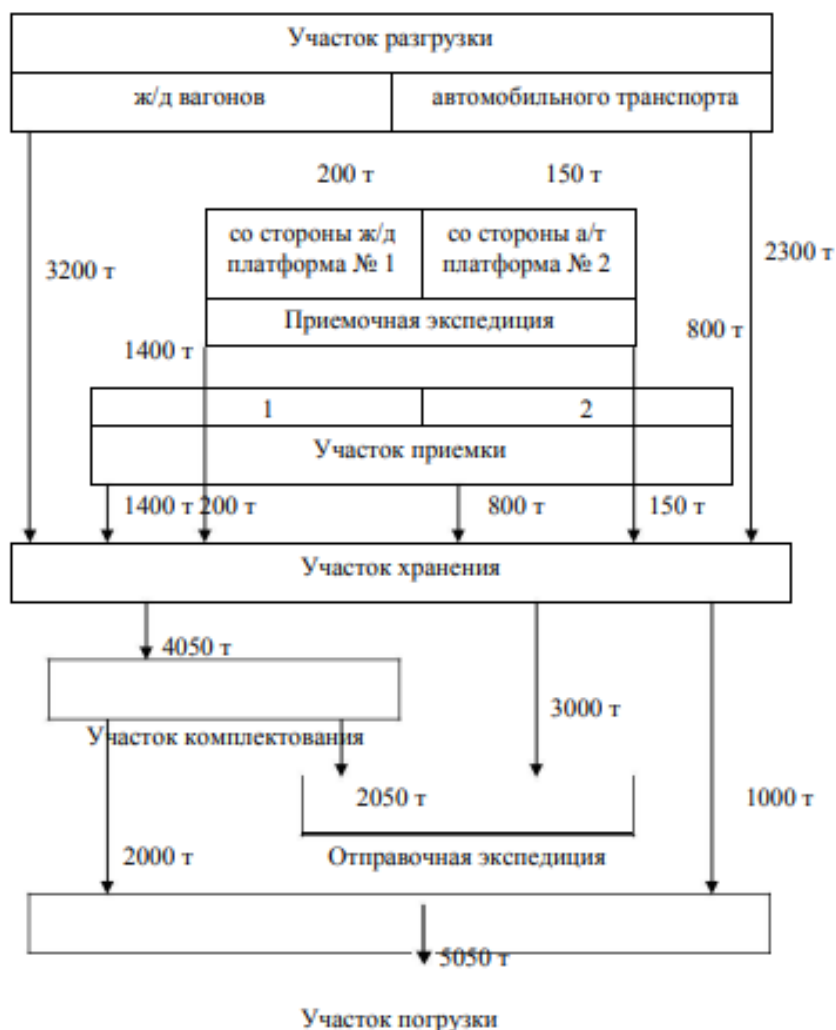 Участок разгрузки
ж/д вагонов
автомобильного транспорта
200 т
150 т
со стороны ж/д
платформа № 1
со стороны а/т
платформа № 2
3200 т
2300 т
Приемочная экспедиция
800 т
1400 т
1
2
Участок приемки
1400 т 200 т
800 т
150 т
Участок хранения
4050 т
3000 т
Участок комплектования
2050 т
1000 т
2000 т
Отправочная экспедиция
5050 т
Участок погрузки